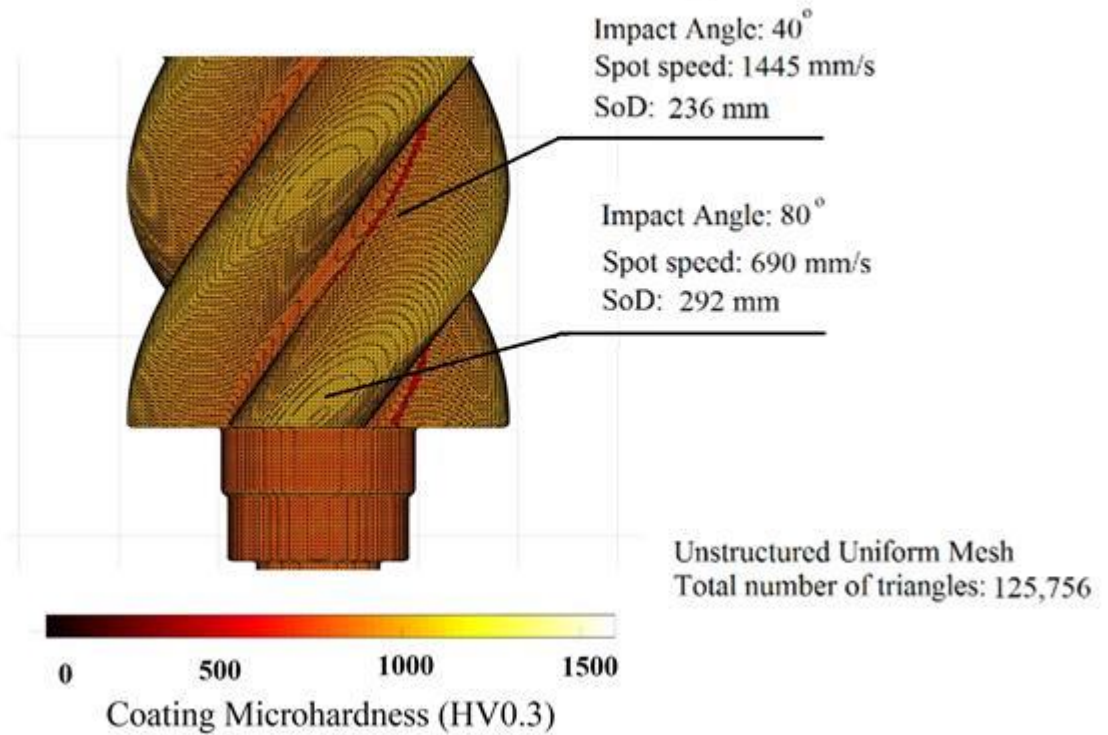 Impact Angle: 40°
Spot speed: 1445 mm/s
SoD: 236 mm
Impact Angle: 80°
Spot speed: 690 mm/s
SoD: 292 mm
Unstructured Uniform Mesh
Total number of triangles: 125,756
0 500 1000 1500
Coating Microhardness (HV0.3)